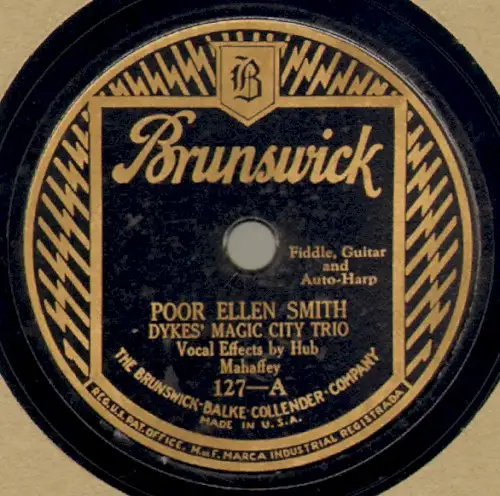 B
Brunswick
Fiddle, Guitar
and
Auto-Harp
POOR ELLEN SMITH
DYKES' MAGIC CITY TRIO
Vocal Effects by Hub
Mahaffey
127—A
THE BRUNSWICK-BALKE-COLLENDER-COMPANY
MADE IN U.S.A.
REG. U.S. PAT. OFFICE. M. DE F. MARCA INDUSTRIAL REGISTRADA